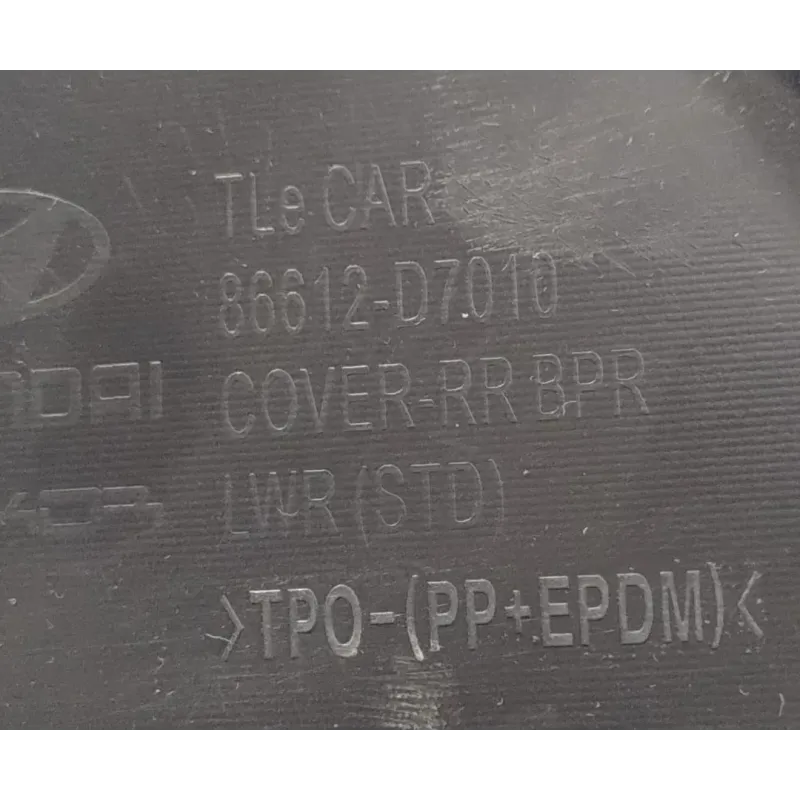 TLe CAR
86612-D7010
COVER-RR BPR
LWR (STD)
>TPO-(PP+EPDM)<